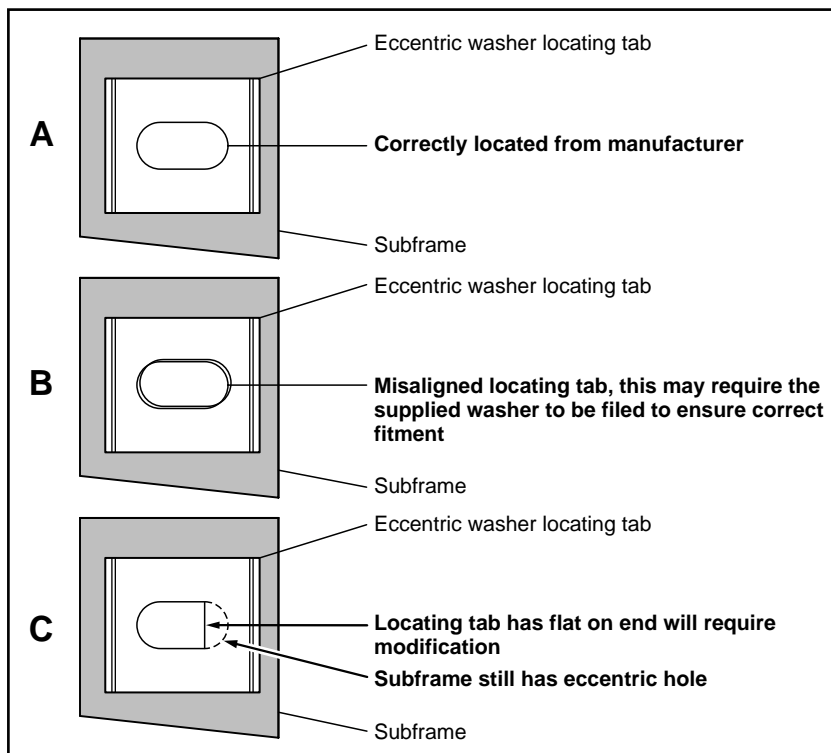 A
Eccentric washer locating tab
Correctly located from manufacturer
Subframe
B
Eccentric washer locating tab
Misaligned locating tab, this may require the
supplied washer to be filed to ensure correct
fitment
Subframe
C
Eccentric washer locating tab
Locating tab has flat on end will require
modification
Subframe still has eccentric hole
Subframe